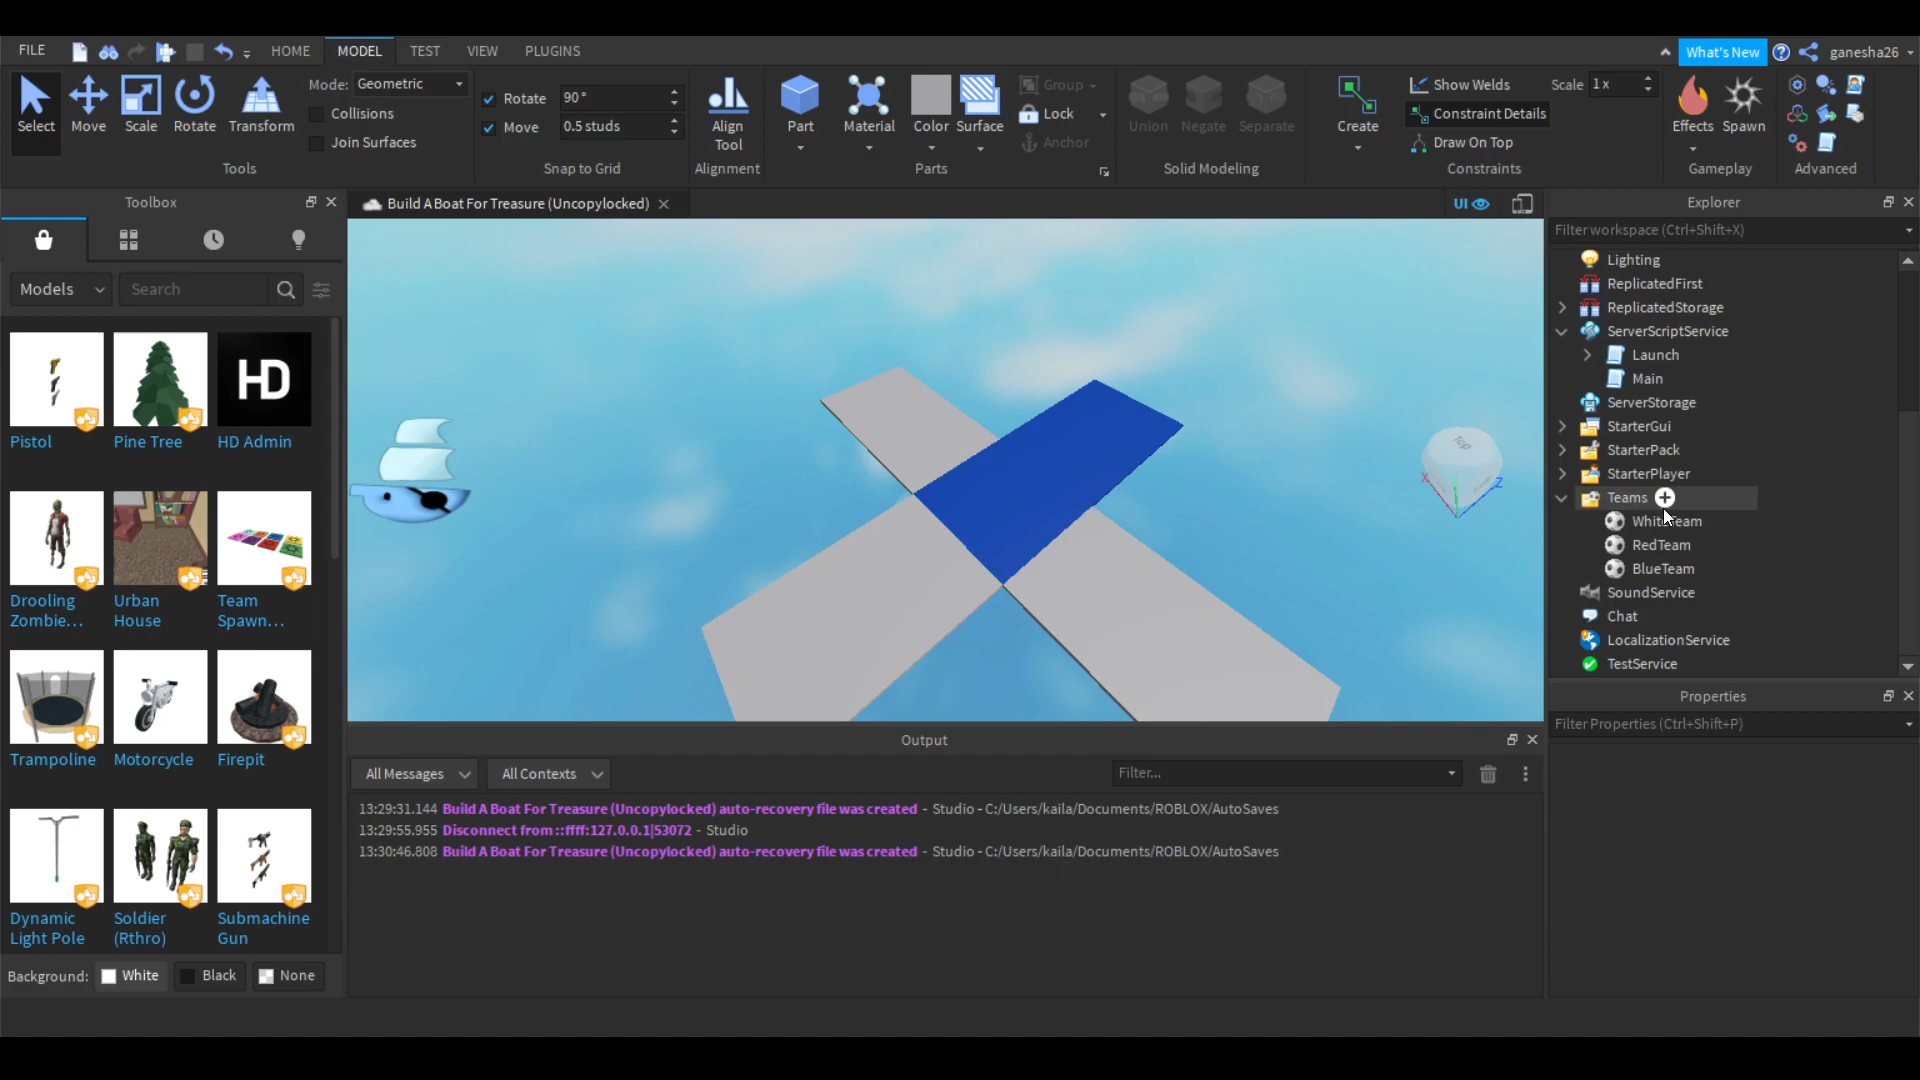 FILE HOME MODEL TEST VIEW PLUGINS What's New ganesha26
Select Move Scale Rotate Transform Mode: Geometric Collisions Join Surfaces
Tools
Rotate 90° Move 0.5 studs
Snap to Grid
Align Tool
Alignment
Part Material Color Surface Group Lock Anchor
Parts
Union Negate Separate
Solid Modeling
Create Show Welds Scale 1 x Constraint Details Draw On Top
Constraints
Effects Spawn
Gameplay
Advanced
Toolbox
Models Search
Pistol Pine Tree HD Admin
HD
Drooling Zombie... Urban House Team Spawn...
Trampoline Motorcycle Firepit
Dynamic Light Pole Soldier (Rthro) Submachine Gun
Background: White Black None
Build A Boat For Treasure (Uncopylocked)
UI
Top
X
Z
Output
All Messages All Contexts Filter...
13:29:31.144 Build A Boat For Treasure (Uncopylocked) auto-recovery file was created - Studio - C:/Users/kaila/Documents/ROBLOX/AutoSaves
13:29:55.955 Disconnect from ::ffff:127.0.0.1|53072 - Studio
13:30:46.808 Build A Boat For Treasure (Uncopylocked) auto-recovery file was created - Studio - C:/Users/kaila/Documents/ROBLOX/AutoSaves
Explorer
Filter workspace (Ctrl+Shift+X)
Lighting
ReplicatedFirst
ReplicatedStorage
ServerScriptService
Launch
Main
ServerStorage
StarterGui
StarterPack
StarterPlayer
Teams
WhiteTeam
RedTeam
BlueTeam
SoundService
Chat
LocalizationService
TestService
Properties
Filter Properties (Ctrl+Shift+P)